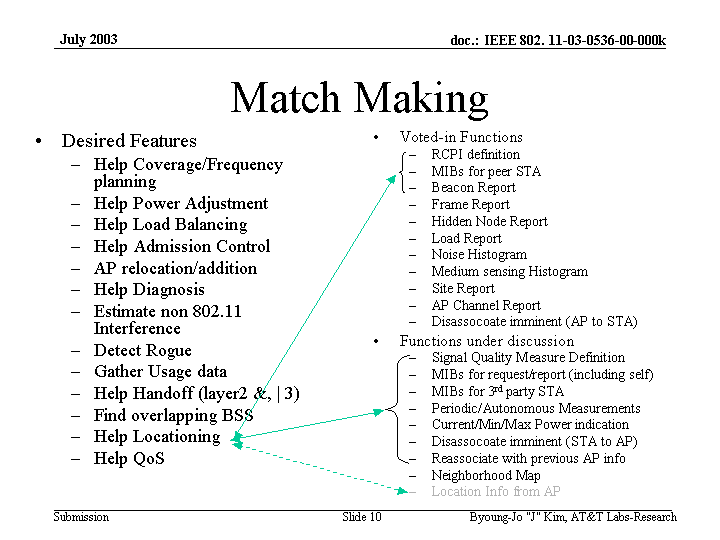 July 2003
doc.: IEEE 802. 11-03-0536-00-000k
Match Making
• Desired Features
– Help Coverage/Frequency
planning
– Help Power Adjustment
– Help Load Balancing
– Help Admission Control
– AP relocation/addition
– Help Diagnosis
– Estimate non 802.11
Interference
– Detect Rogue
– Gather Usage data
– Help Handoff (layer2 &, | 3)
– Find overlapping BSS
– Help Locationing
– Help QoS
• Voted-in Functions
– RCPI definition
– MIBs for peer STA
– Beacon Report
– Frame Report
– Hidden Node Report
– Load Report
– Noise Histogram
– Medium sensing Histogram
– Site Report
– AP Channel Report
– Disassocoate imminent (AP to STA)
• Functions under discussion
– Signal Quality Measure Definition
– MIBs for request/report (including self)
– MIBs for 3rd party STA
– Periodic/Autonomous Measurements
– Current/Min/Max Power indication
– Disassocoate imminent (STA to AP)
– Reassociate with previous AP info
– Neighborhood Map
– Location Info from AP
Submission
Slide 10
Byoung-Jo "J" Kim, AT&T Labs-Research